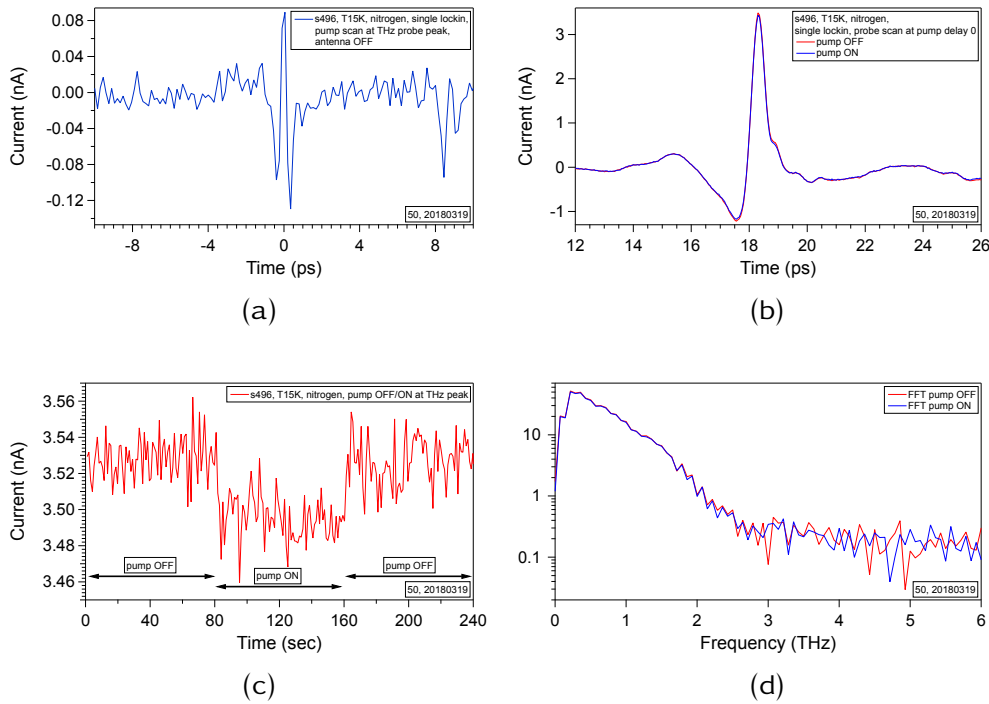 s496, T15K, nitrogen, single lockin,
pump scan at THz probe peak,
antenna OFF
0.08
0.04
0.00
-0.04
-0.08
-0.12
Current (nA)
50, 20180319
-8
-4
0
4
8
Time (ps)
(a)
s496, T15K, nitrogen,
single lockin, probe scan at pump delay 0
pump OFF
pump ON
3
2
1
0
-1
Current (nA)
50, 20180319
12
14
16
18
20
22
24
26
Time (ps)
(b)
s496, T15K, nitrogen, pump OFF/ON at THz peak
3.56
3.54
3.52
3.50
3.48
3.46
Current (nA)
pump OFF
pump ON
pump OFF
50, 20180319
0
40
80
120
160
200
240
Time (sec)
(c)
FFT pump OFF
FFT pump ON
10
1
0.1
50, 20180319
0
1
2
3
4
5
6
Frequency (THz)
(d)